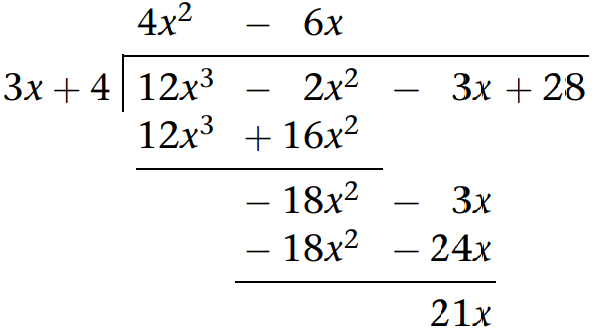 4x² − 6x
3x + 4 12x³ − 2x² − 3x + 28
12x³ + 16x²
− 18x² − 3x
− 18x² − 24x
21x